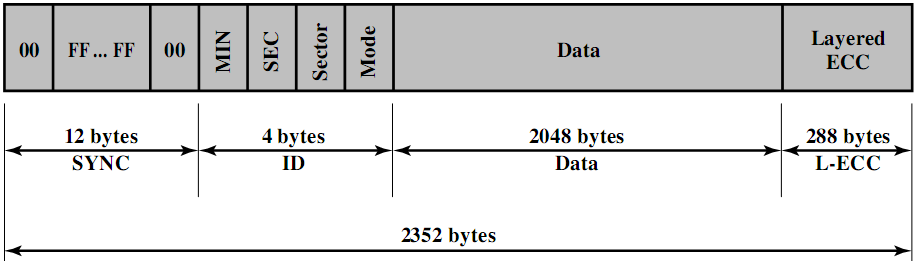 00 FF ... FF 00 MIN SEC Sector Mode Data Layered
ECC
12 bytes 4 bytes 2048 bytes 288 bytes
SYNC ID Data L-ECC
2352 bytes